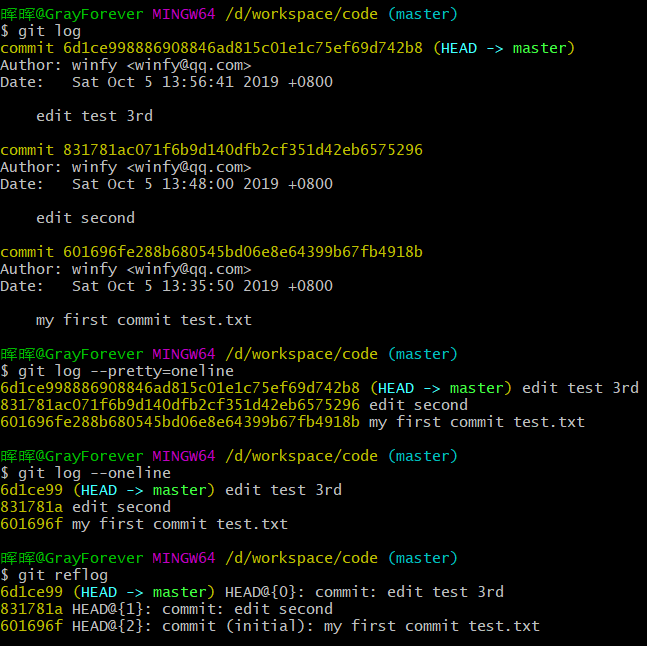 晖晖@GrayForever MINGW64 /d/workspace/code (master)
$ git log
commit 6d1ce998886908846ad815c01e1c75ef69d742b8 (HEAD -> master)
Author: winfy <winfy@qq.com>
Date:   Sat Oct 5 13:56:41 2019 +0800

    edit test 3rd

commit 831781ac071f6b9d140dfb2cf351d42eb6575296
Author: winfy <winfy@qq.com>
Date:   Sat Oct 5 13:48:00 2019 +0800

    edit second

commit 601696fe288b680545bd06e8e64399b67fb4918b
Author: winfy <winfy@qq.com>
Date:   Sat Oct 5 13:35:50 2019 +0800

    my first commit test.txt

晖晖@GrayForever MINGW64 /d/workspace/code (master)
$ git log --pretty=oneline
6d1ce998886908846ad815c01e1c75ef69d742b8 (HEAD -> master) edit test 3rd
831781ac071f6b9d140dfb2cf351d42eb6575296 edit second
601696fe288b680545bd06e8e64399b67fb4918b my first commit test.txt

晖晖@GrayForever MINGW64 /d/workspace/code (master)
$ git log --oneline
6d1ce99 (HEAD -> master) edit test 3rd
831781a edit second
601696f my first commit test.txt

晖晖@GrayForever MINGW64 /d/workspace/code (master)
$ git reflog
6d1ce99 (HEAD -> master) HEAD@{0}: commit: edit test 3rd
831781a HEAD@{1}: commit: edit second
601696f HEAD@{2}: commit (initial): my first commit test.txt